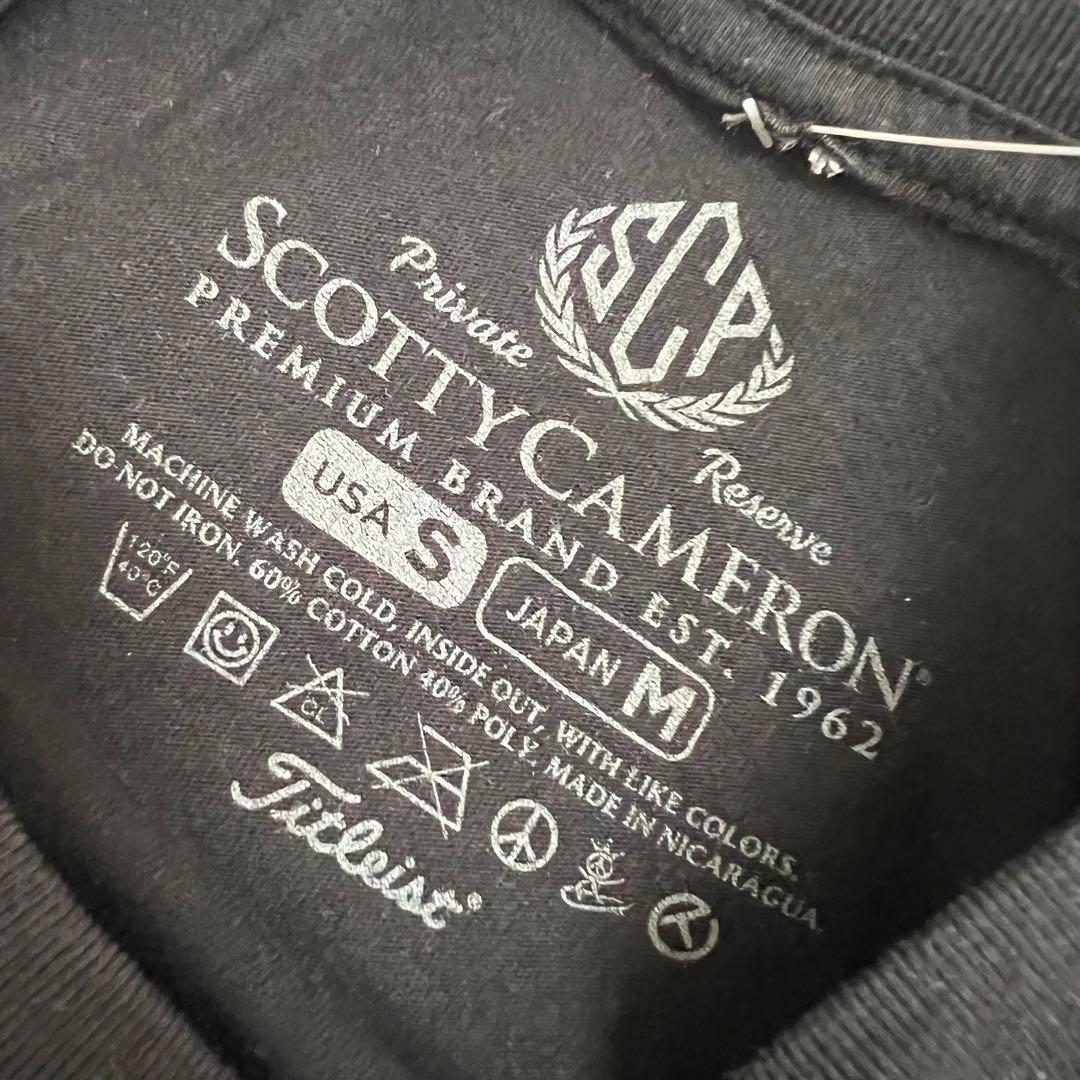 SCP
Private Reserve
SCOTTY CAMERON®
PREMIUM BRAND EST. 1962
USA S JAPAN M
MACHINE WASH COLD, INSIDE OUT, WITH LIKE COLORS.
DO NOT IRON. 60% COTTON 40% POLY. MADE IN NICARAGUA
120°F
40°C
CL
Titleist®